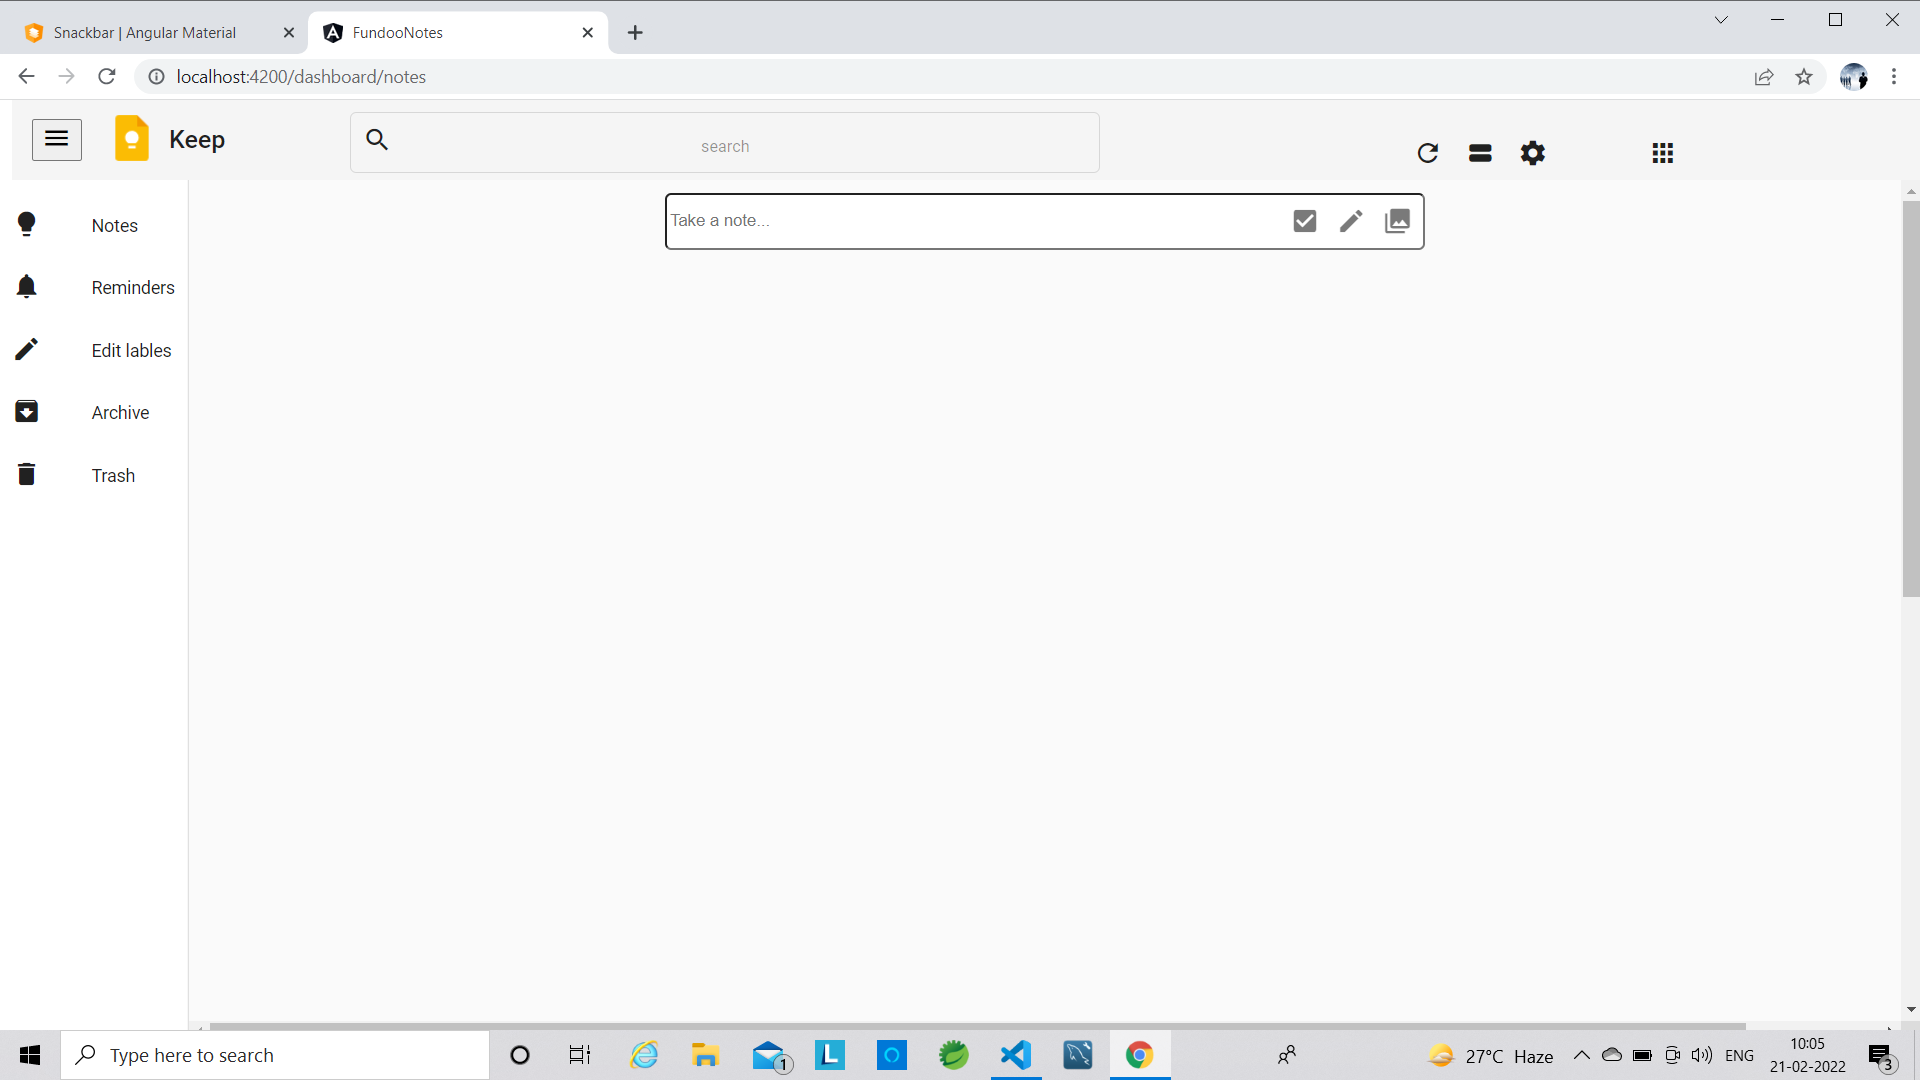 Snackbar | Angular Material
FundooNotes
localhost:4200/dashboard/notes
Keep
search
Take a note...
Notes
Reminders
Edit lables
Archive
Trash
Type here to search
1
L
27°C Haze
ENG
10:05
21-02-2022
3